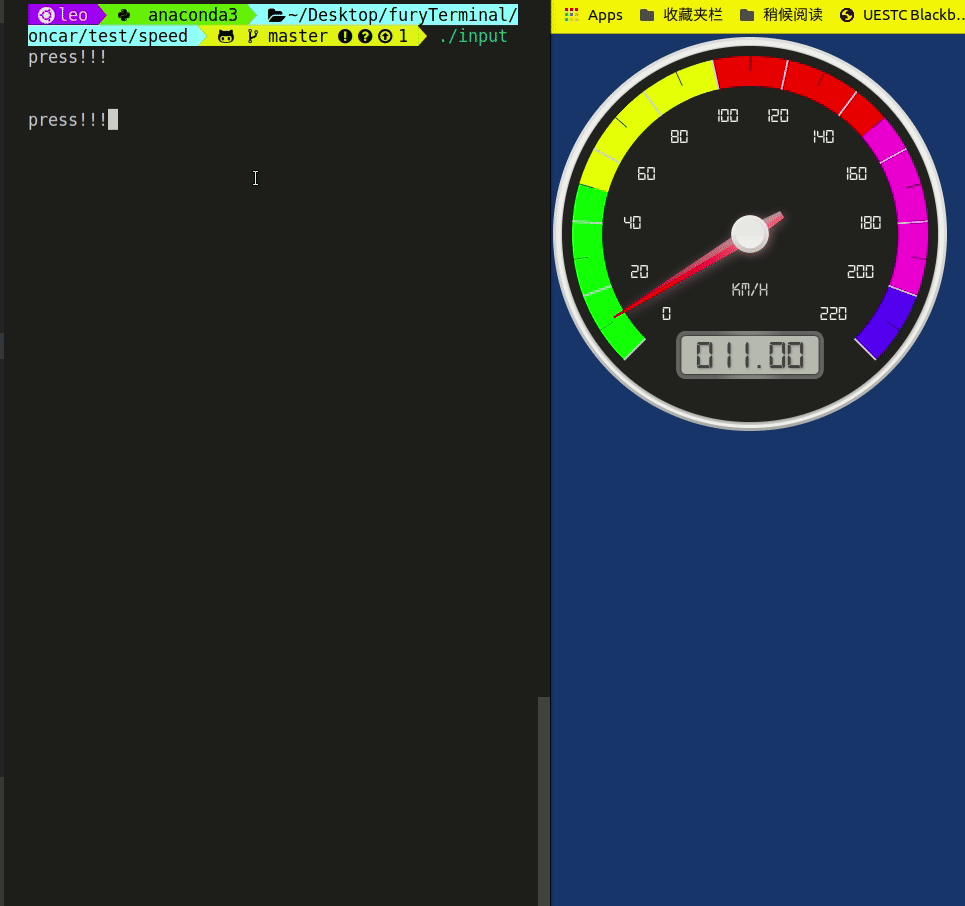 leo anaconda3 ~/Desktop/furyTerminal/
oncar/test/speed master 1 ./input
press!!!
press!!!
Apps 收藏夹栏 稍候阅读 UESTC Blackb...
100 120
80 140
60 160
40 180
20 200
KM/H
0 220
011.00